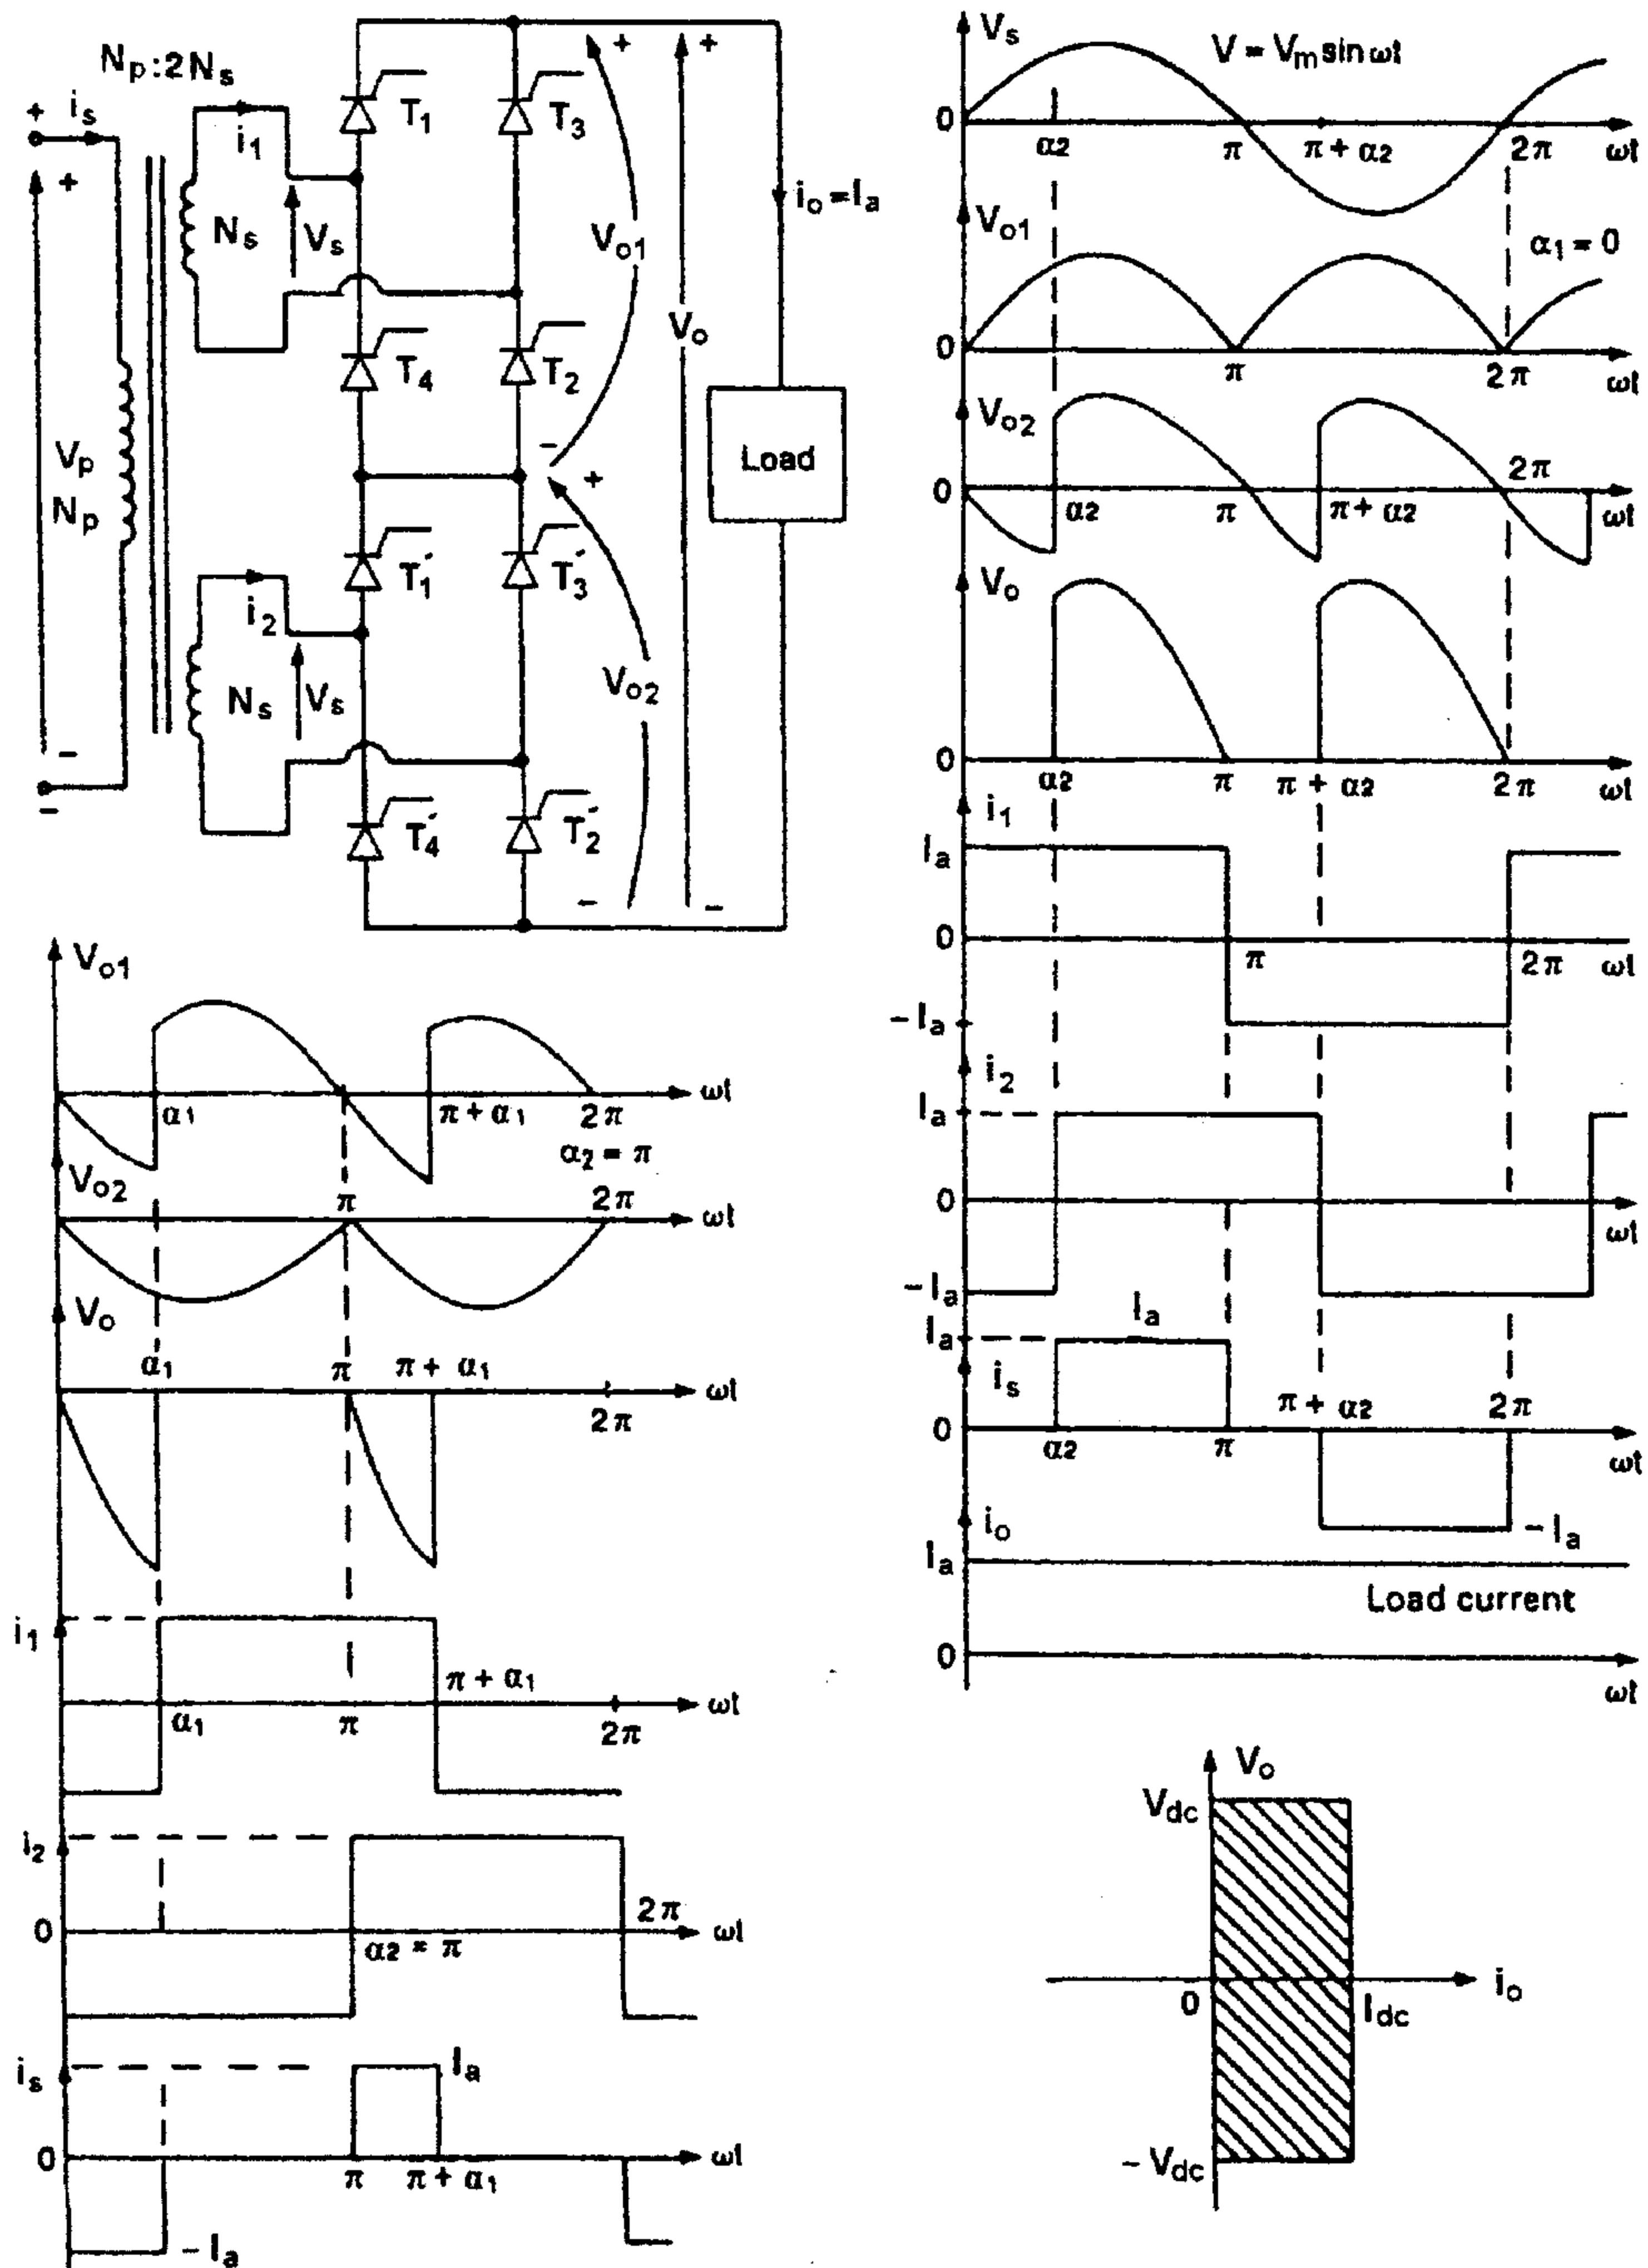 Np:2Ns
+ is
i1
T1
T3
+
+
+
Ns
Vs
Vo1
io = Ia
Vo
T4
T2
Load
−
+
Vp
Np
T1′
T3′
i2
Ns
Vs
Vo2
−
−
T4′
T2′
−
−
Vo1
α1
π + α1
2π
ωt
α2 = π
Vo2
π
2π
ωt
Vo
α1
π
π + α1
2π
ωt
i1
α1
π
π + α1
2π
ωt
i2
0
α2 = π
2π
ωt
is
Ia
0
π
π + α1
ωt
−Ia
Vs
V = Vm sin ωt
0
α2
π
π + α2
2π
ωt
Vo1
α1 = 0
0
π
2π
ωt
Vo2
0
α2
π
π + α2
2π
ωt
Vo
0
α2
π
π + α2
2π
ωt
i1
Ia
0
π
2π
ωt
−Ia
i2
Ia
0
ωt
−Ia
Ia
Ia
is
π + α2
2π
0
α2
π
ωt
−Ia
io
Ia
Load current
0
ωt
Vo
Vdc
0
Idc
io
−Vdc